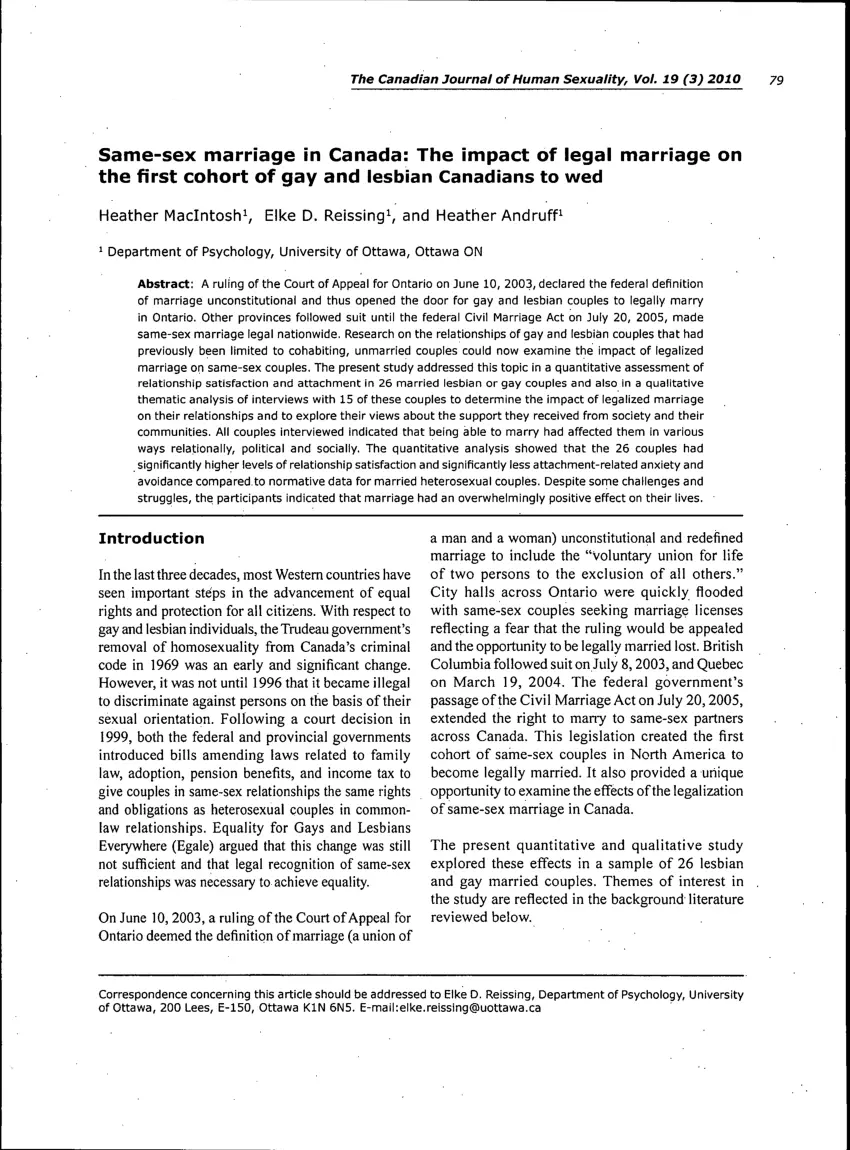 The Canadian Journal of Human Sexuality, Vol. 19 (3) 2010 79
Same-sex marriage in Canada: The impact of legal marriage on
the first cohort of gay and lesbian Canadians to wed
Heather MacIntosh¹, Elke D. Reissing¹, and Heather Andruff¹
¹ Department of Psychology, University of Ottawa, Ottawa ON
Abstract: A ruling of the Court of Appeal for Ontario on June 10, 2003, declared the federal definition
of marriage unconstitutional and thus opened the door for gay and lesbian couples to legally marry
in Ontario. Other provinces followed suit until the federal Civil Marriage Act on July 20, 2005, made
same-sex marriage legal nationwide. Research on the relationships of gay and lesbian couples that had
previously been limited to cohabiting, unmarried couples could now examine the impact of legalized
marriage on same-sex couples. The present study addressed this topic in a quantitative assessment of
relationship satisfaction and attachment in 26 married lesbian or gay couples and also in a qualitative
thematic analysis of interviews with 15 of these couples to determine the impact of legalized marriage
on their relationships and to explore their views about the support they received from society and their
communities. All couples interviewed indicated that being able to marry had affected them in various
ways relationally, political and socially. The quantitative analysis showed that the 26 couples had
significantly higher levels of relationship satisfaction and significantly less attachment-related anxiety and
avoidance compared to normative data for married heterosexual couples. Despite some challenges and
struggles, the participants indicated that marriage had an overwhelmingly positive effect on their lives.
Introduction
In the last three decades, most Western countries have
seen important steps in the advancement of equal
rights and protection for all citizens. With respect to
gay and lesbian individuals, the Trudeau government's
removal of homosexuality from Canada's criminal
code in 1969 was an early and significant change.
However, it was not until 1996 that it became illegal
to discriminate against persons on the basis of their
sexual orientation. Following a court decision in
1999, both the federal and provincial governments
introduced bills amending laws related to family
law, adoption, pension benefits, and income tax to
give couples in same-sex relationships the same rights
and obligations as heterosexual couples in common-
law relationships. Equality for Gays and Lesbians
Everywhere (Egale) argued that this change was still
not sufficient and that legal recognition of same-sex
relationships was necessary to achieve equality.
On June 10, 2003, a ruling of the Court of Appeal for
Ontario deemed the definition of marriage (a union of
a man and a woman) unconstitutional and redefined
marriage to include the "voluntary union for life
of two persons to the exclusion of all others."
City halls across Ontario were quickly flooded
with same-sex couples seeking marriage licenses
reflecting a fear that the ruling would be appealed
and the opportunity to be legally married lost. British
Columbia followed suit on July 8, 2003, and Quebec
on March 19, 2004. The federal government's
passage of the Civil Marriage Act on July 20, 2005,
extended the right to marry to same-sex partners
across Canada. This legislation created the first
cohort of same-sex couples in North America to
become legally married. It also provided a unique
opportunity to examine the effects of the legalization
of same-sex marriage in Canada.
The present quantitative and qualitative study
explored these effects in a sample of 26 lesbian
and gay married couples. Themes of interest in
the study are reflected in the background literature
reviewed below.
Correspondence concerning this article should be addressed to Elke D. Reissing, Department of Psychology, University
of Ottawa, 200 Lees, E-150, Ottawa K1N 6N5. E-mail:elke.reissing@uottawa.ca